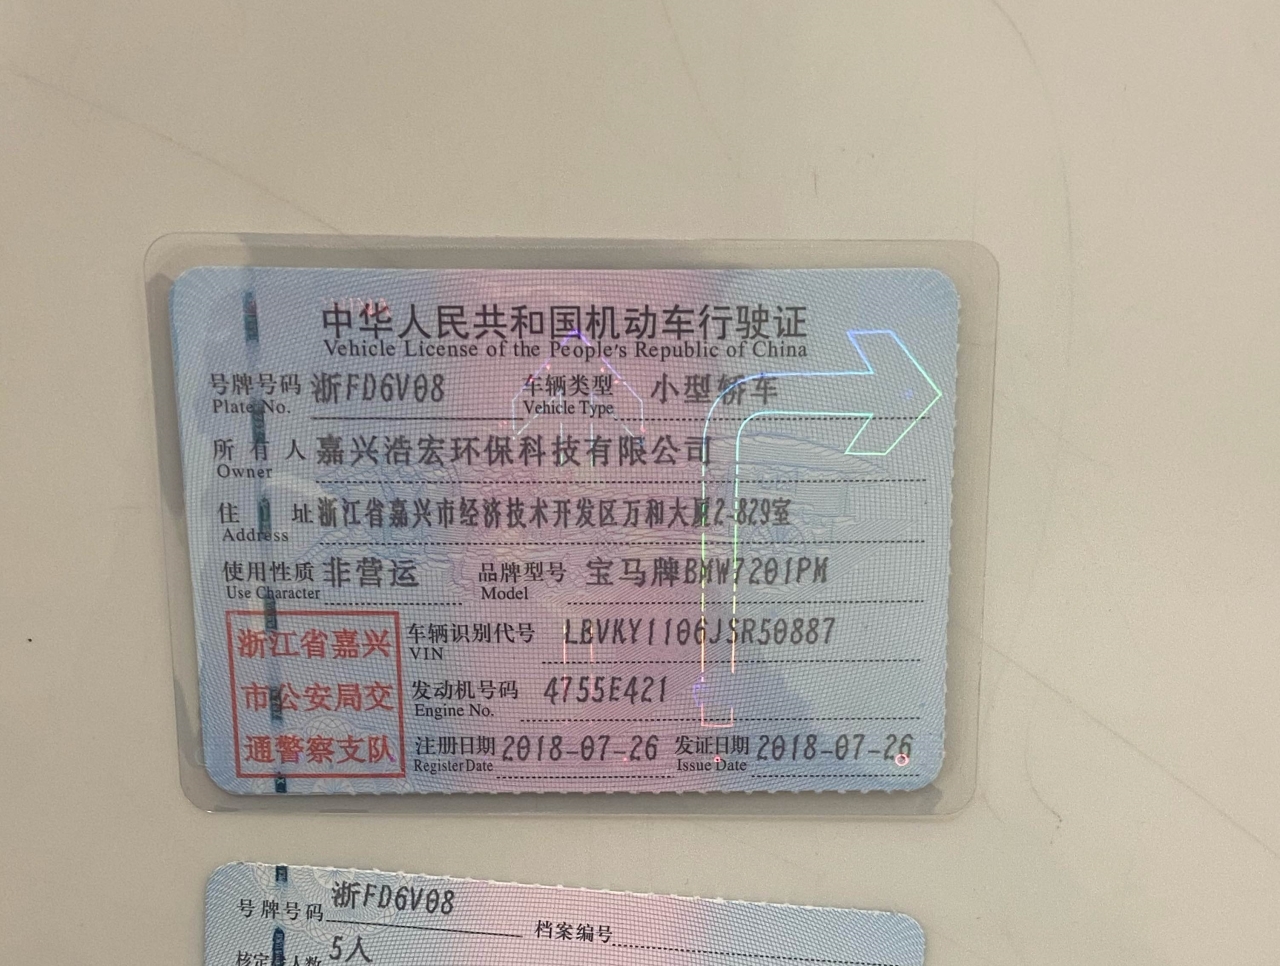 中华人民共和国机动车行驶证
Vehicle License of the People's Republic of China
号牌号码 浙FD6V08 车辆类型 小型轿车
Plate No. Vehicle Type
所有人 嘉兴浩宏环保科技有限公司
Owner
住址 浙江省嘉兴市经济技术开发区万和大厦2-829室
Address
使用性质 非营运 品牌型号 宝马牌BMW7201PM
Use Character Model
浙江省嘉兴
市公安局交
通警察支队
车辆识别代号 LBVKY1106JSR50887
VIN
发动机号码 4755E421
Engine No.
注册日期 2018-07-26 发证日期 2018-07-26
Register Date Issue Date
号牌号码 浙FD6V08 档案编号
核定人数 5人